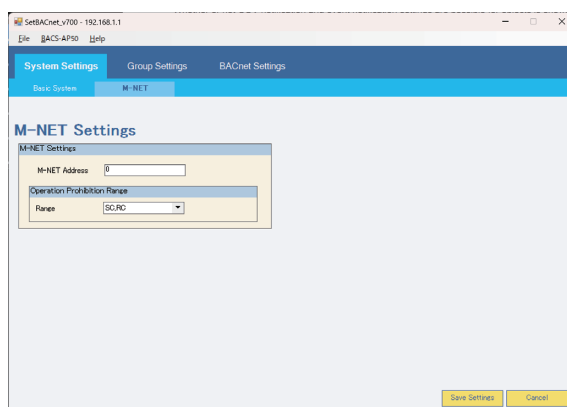 SetBACnet_v700 - 192.168.1.1
File BACS-AP50 Help
System Settings Group Settings BACnet Settings
Basic System M-NET
M-NET Settings
M-NET Settings
M-NET Address 0
Operation Prohibition Range
Range SC,RC
Save Settings Cancel